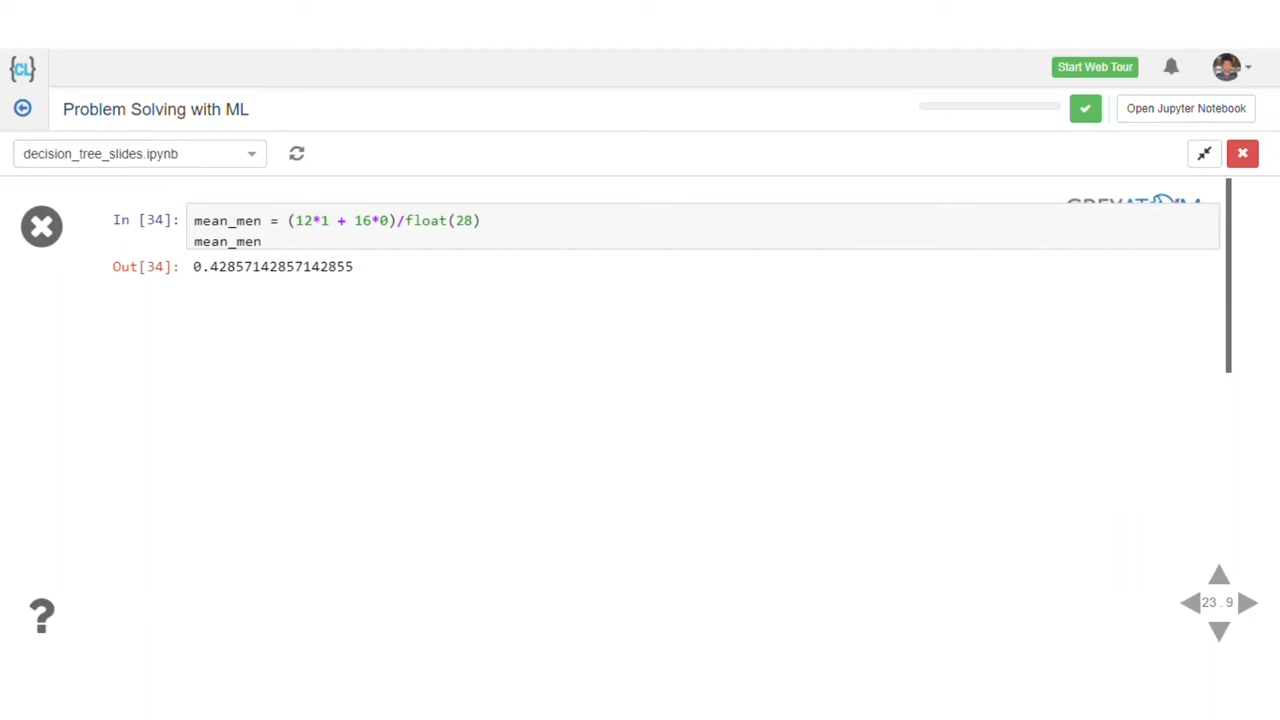 {CL}
Start Web Tour
Problem Solving with ML
Open Jupyter Notebook
decision_tree_slides.ipynb
In [34]: mean_men = (12*1 + 16*0)/float(28)
mean_men
Out[34]: 0.42857142857142855
?
23 . 9